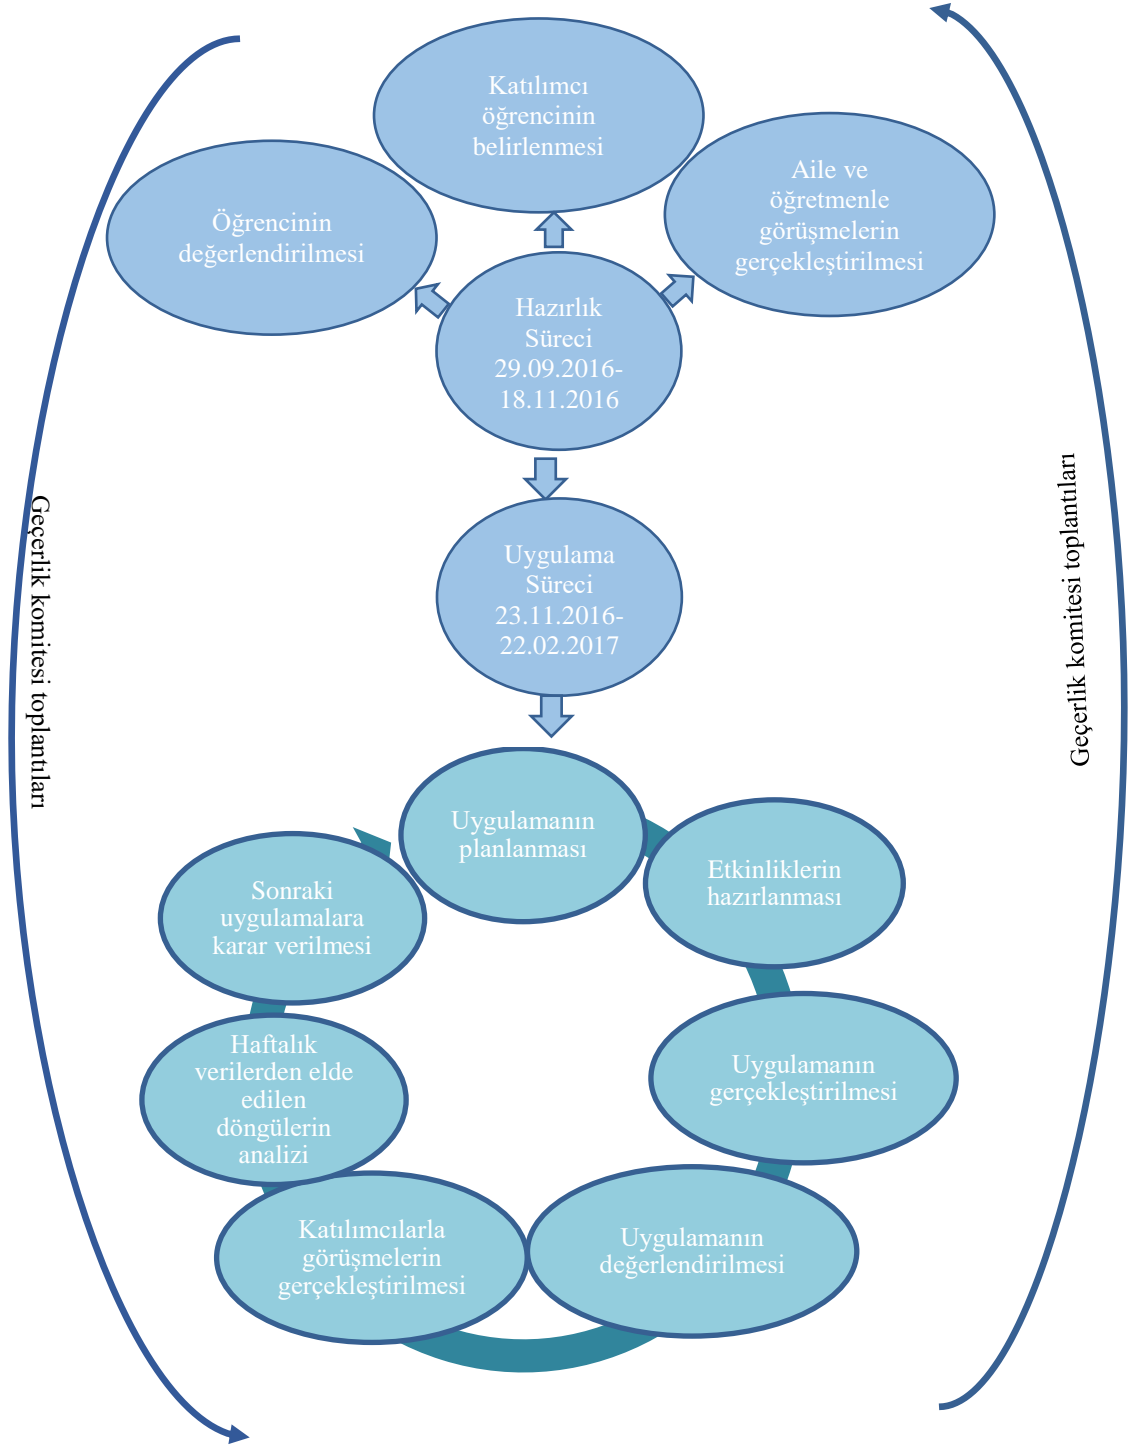 Katılımcı
öğrencinin
belirlenmesi
Öğrencinin
değerlendirilmesi
Aile ve
öğretmenle
görüşmelerin
gerçekleştirilmesi
Hazırlık
Süreci
29.09.2016-
18.11.2016
Geçerlik komitesi toplantıları
Geçerlik komitesi toplantıları
Uygulama
Süreci
23.11.2016-
22.02.2017
Uygulamanın
planlanması
Etkinliklerin
hazırlanması
Uygulamanın
gerçekleştirilmesi
Uygulamanın
değerlendirilmesi
Katılımcılarla
görüşmelerin
gerçekleştirilmesi
Haftalık
verilerden elde
edilen
döngülerin
analizi
Sonraki
uygulamalara
karar verilmesi